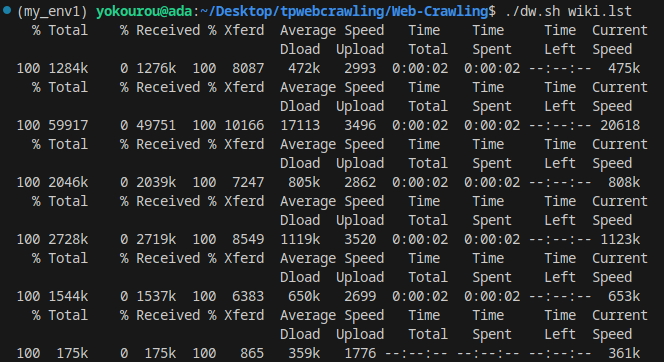 (my_env1) yokourou@ada:~/Desktop/tpwebcrawling/Web-Crawling$ ./dw.sh wiki.lst
% Total % Received % Xferd Average Speed Time Time Time Current
Dload Upload Total Spent Left Speed
100 1284k 0 1276k 100 8087 472k 2993 0:00:02 0:00:02 --:--:-- 475k
% Total % Received % Xferd Average Speed Time Time Time Current
Dload Upload Total Spent Left Speed
100 59917 0 49751 100 10166 17113 3496 0:00:02 0:00:02 --:--:-- 20618
% Total % Received % Xferd Average Speed Time Time Time Current
Dload Upload Total Spent Left Speed
100 2046k 0 2039k 100 7247 805k 2862 0:00:02 0:00:02 --:--:-- 808k
% Total % Received % Xferd Average Speed Time Time Time Current
Dload Upload Total Spent Left Speed
100 2728k 0 2719k 100 8549 1119k 3520 0:00:02 0:00:02 --:--:-- 1123k
% Total % Received % Xferd Average Speed Time Time Time Current
Dload Upload Total Spent Left Speed
100 1544k 0 1537k 100 6383 650k 2699 0:00:02 0:00:02 --:--:-- 653k
% Total % Received % Xferd Average Speed Time Time Time Current
Dload Upload Total Spent Left Speed
100 175k 0 175k 100 865 359k 1776 --:--:-- --:--:-- --:--:-- 361k